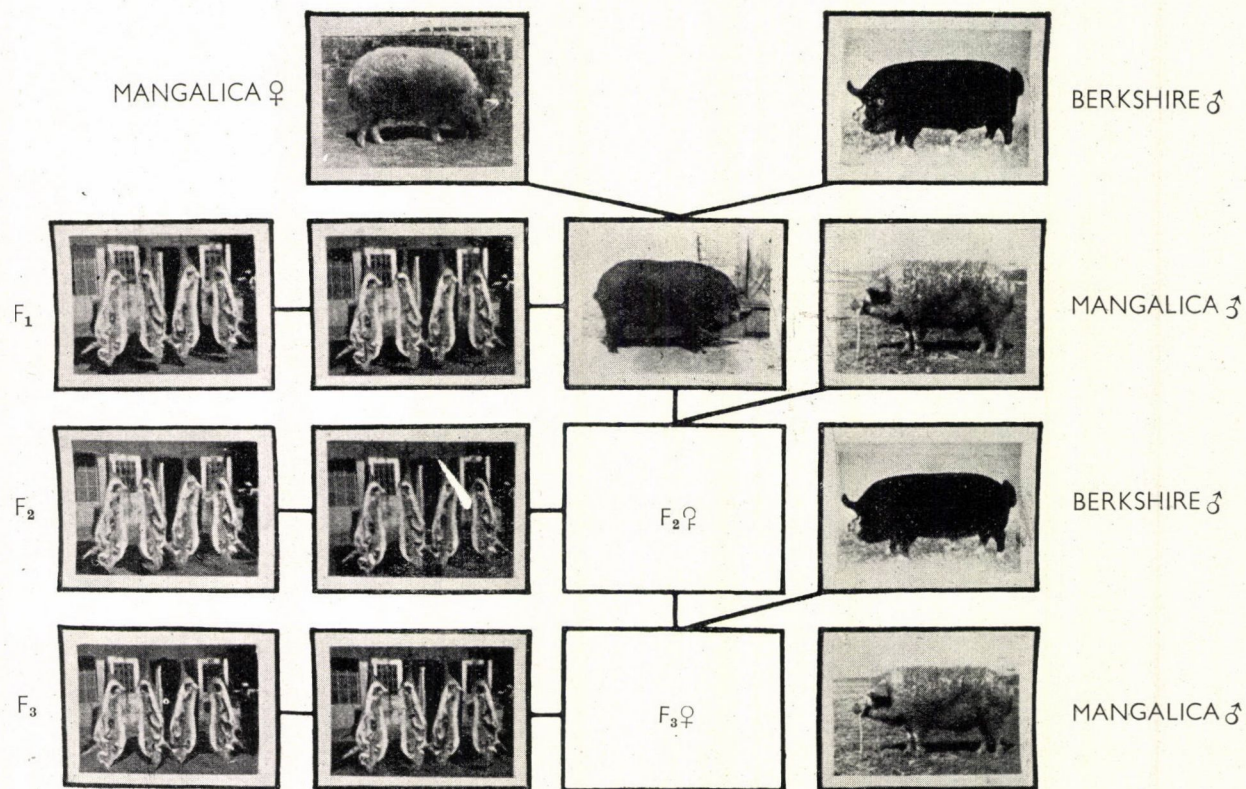 MANGALICA ♀
BERKSHIRE ♂
F₁
MANGALICA ♂
F₂
F₂♀
BERKSHIRE ♂
F₃
F₃♀
MANGALICA ♂